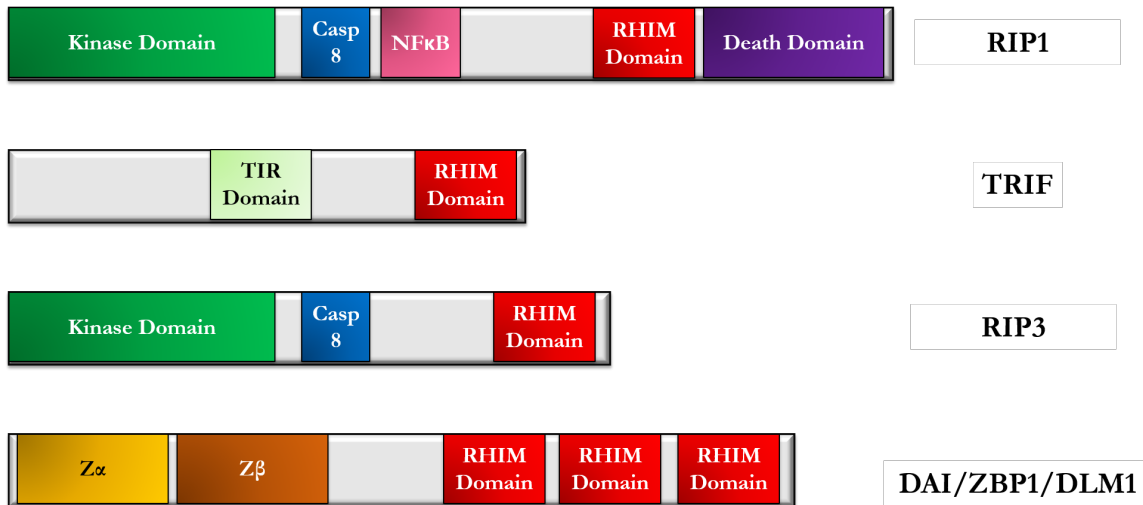 Kinase Domain
Casp
8
NFκB
RHIM
Domain
Death Domain
RIP1
TIR
Domain
RHIM
Domain
TRIF
Kinase Domain
Casp
8
RHIM
Domain
RIP3
Zα
Zβ
RHIM
Domain
RHIM
Domain
RHIM
Domain
DAI/ZBP1/DLM1